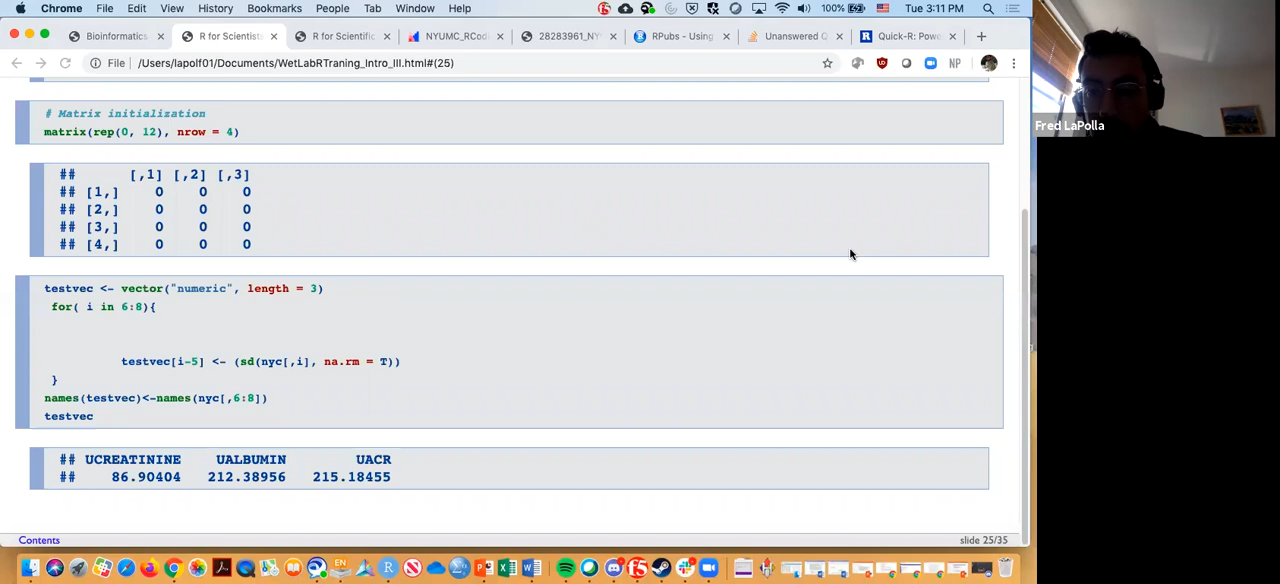 Chrome File Edit View History Bookmarks People Tab Window Help 100% Tue 3:11 PM
Bioinformatics R for Scientists R for Scientific NYUMC_RCodi 28283961_NY RPubs - Using Unanswered Q Quick-R: Powe
File /Users/lapolf01/Documents/WetLabRTraning_Intro_III.html#(25) NP
Fred LaPolla
# Matrix initialization
matrix(rep(0, 12), nrow = 4)
## [,1] [,2] [,3]
## [1,] 0 0 0
## [2,] 0 0 0
## [3,] 0 0 0
## [4,] 0 0 0
testvec <- vector("numeric", length = 3)
for( i in 6:8){
testvec[i-5] <- (sd(nyc[,i], na.rm = T))
}
names(testvec)<-names(nyc[,6:8])
testvec
## UCREATININE UALBUMIN UACR
## 86.90404 212.38956 215.18455
Contents slide 25/35